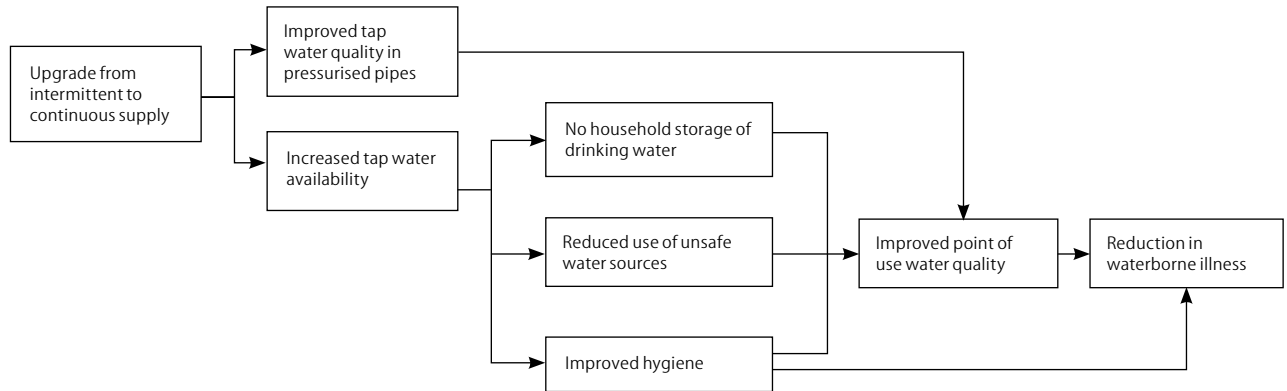 Upgrade from
intermittent to
continuous supply
Improved tap
water quality in
pressurised pipes
Increased tap water
availability
No household storage of
drinking water
Reduced use of unsafe
water sources
Improved hygiene
Improved point of
use water quality
Reduction in
waterborne illness